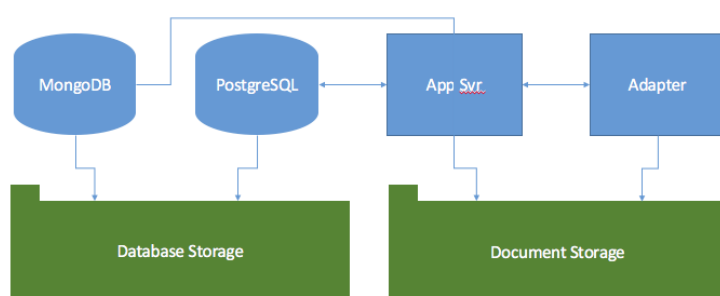 MongoDB
PostgreSQL
App Svr
Adapter
Database Storage
Document Storage